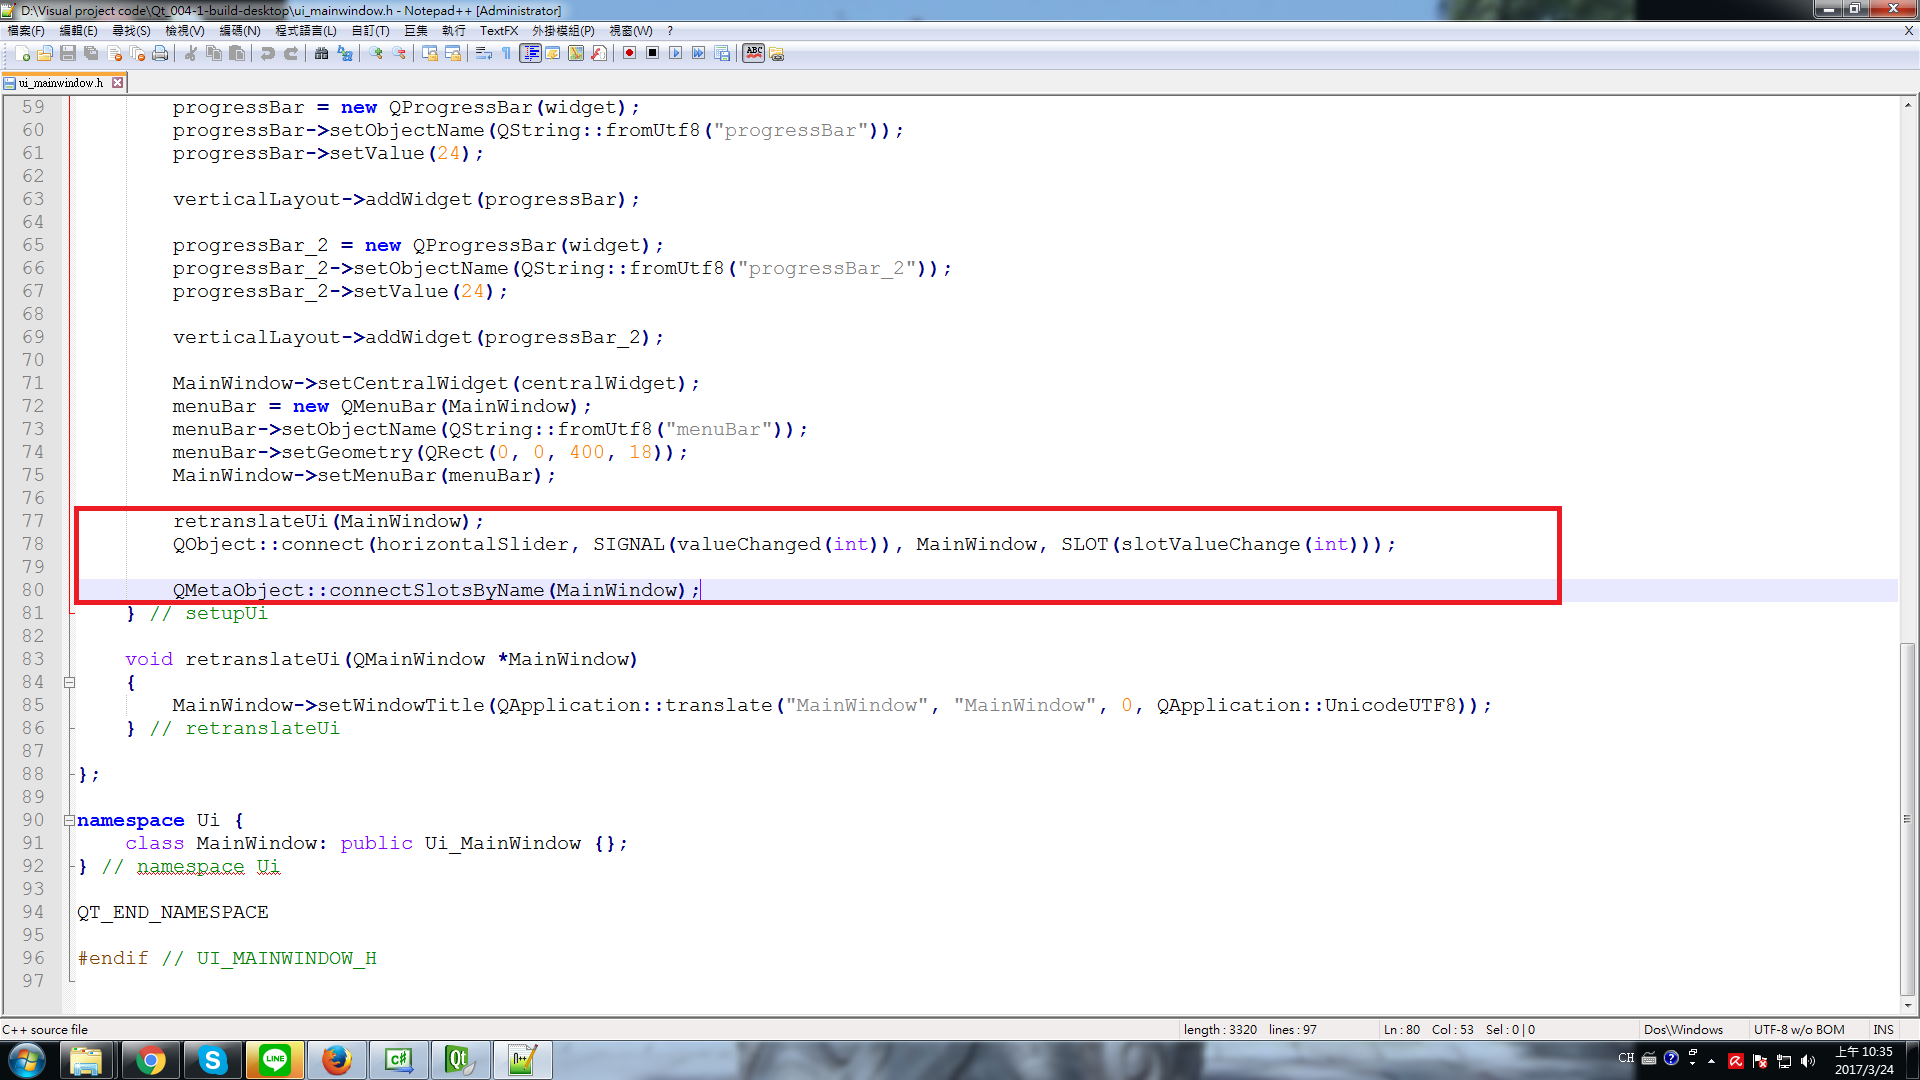 D:\Visual project code\Qt_004-1-build-desktop\ui_mainwindow.h - Notepad++ [Administrator]
檔案(F) 編輯(E) 尋找(S) 檢視(V) 編碼(N) 程式語言(L) 自訂(T) 巨集 執行 TextFX 外掛模組(P) 視窗(W) ? X
ABC
ui_mainwindow.h
59 progressBar = new QProgressBar(widget);
60 progressBar->setObjectName(QString::fromUtf8("progressBar"));
61 progressBar->setValue(24);
62
63 verticalLayout->addWidget(progressBar);
64
65 progressBar_2 = new QProgressBar(widget);
66 progressBar_2->setObjectName(QString::fromUtf8("progressBar_2"));
67 progressBar_2->setValue(24);
68
69 verticalLayout->addWidget(progressBar_2);
70
71 MainWindow->setCentralWidget(centralWidget);
72 menuBar = new QMenuBar(MainWindow);
73 menuBar->setObjectName(QString::fromUtf8("menuBar"));
74 menuBar->setGeometry(QRect(0, 0, 400, 18));
75 MainWindow->setMenuBar(menuBar);
76
77 retranslateUi(MainWindow);
78 QObject::connect(horizontalSlider, SIGNAL(valueChanged(int)), MainWindow, SLOT(slotValueChange(int)));
79
80 QMetaObject::connectSlotsByName(MainWindow);
81 } // setupUi
82
83 void retranslateUi(QMainWindow *MainWindow)
84 {
85 MainWindow->setWindowTitle(QApplication::translate("MainWindow", "MainWindow", 0, QApplication::UnicodeUTF8));
86 } // retranslateUi
87
88 };
89
90 namespace Ui {
91 class MainWindow: public Ui_MainWindow {};
92 } // namespace Ui
93
94 QT_END_NAMESPACE
95
96 #endif // UI_MAINWINDOW_H
97
C++ source file length : 3320 lines : 97 Ln : 80 Col : 53 Sel : 0 | 0 Dos\Windows UTF-8 w/o BOM INS
LINE
C#
Qt
CH
上午 10:35
2017/3/24